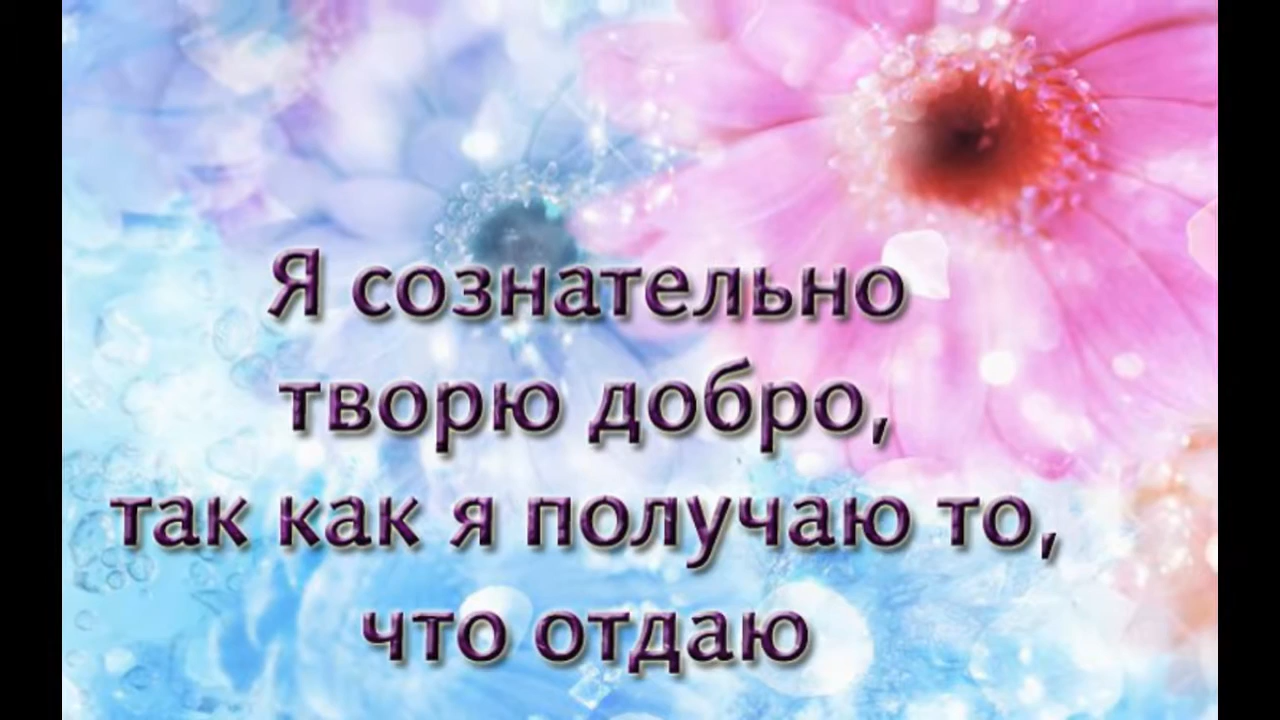 Я сознательно
творю добро,
так как я получаю то,
что отдаю